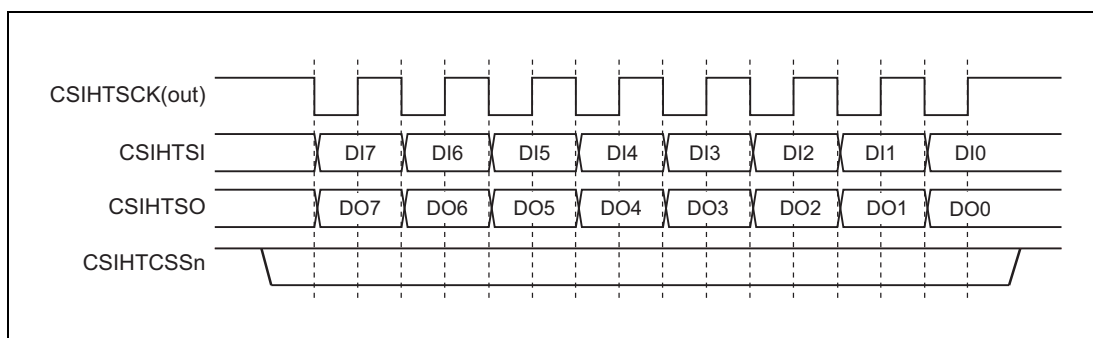 CSIHTSCK(out)
CSIHTSI DI7 DI6 DI5 DI4 DI3 DI2 DI1 DI0
CSIHTSO DO7 DO6 DO5 DO4 DO3 DO2 DO1 DO0
CSIHTCSSn